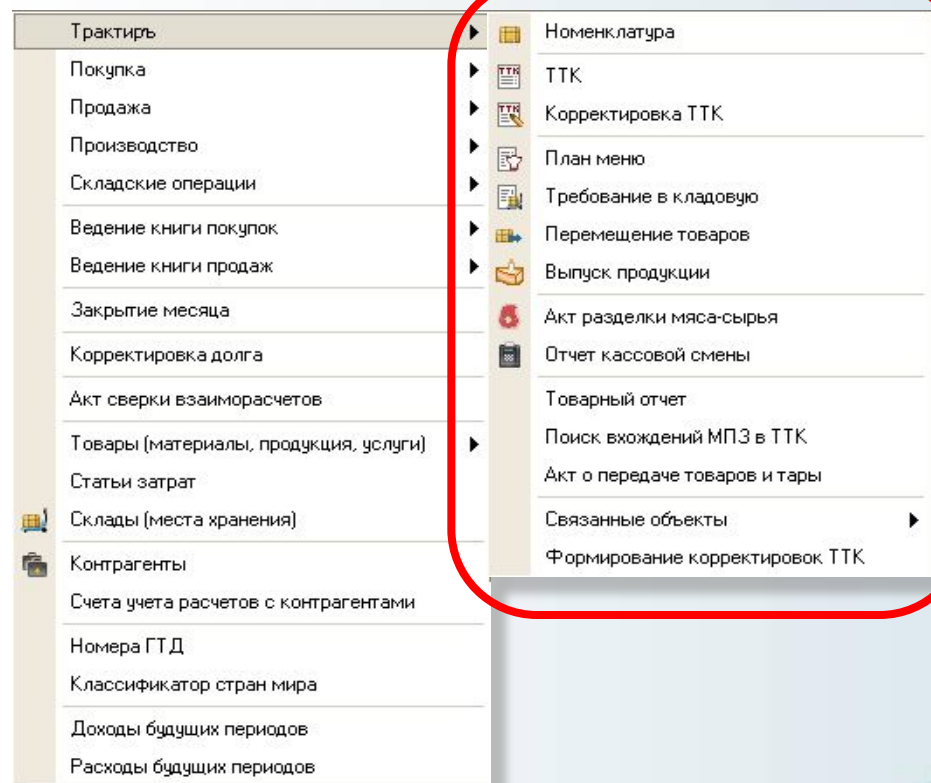 Трактиръ
Покупка
Продажа
Производство
Складские операции
Ведение книги покупок
Ведение книги продаж
Закрытие месяца
Корректировка долга
Акт сверки взаиморасчетов
Товары (материалы, продукция, услуги)
Статьи затрат
Склады (места хранения)
Контрагенты
Счета учета расчетов с контрагентами
Номера ГТД
Классификатор стран мира
Доходы будущих периодов
Расходы будущих периодов
Номенклатура
ТТК
ТТК
ТТК
Корректировка ТТК
План меню
Требование в кладовую
Перемещение товаров
Выпуск продукции
Акт разделки мяса-сырья
Отчет кассовой смены
Товарный отчет
Поиск вхождений МПЗ в ТТК
Акт о передаче товаров и тары
Связанные объекты
Формирование корректировок ТТК